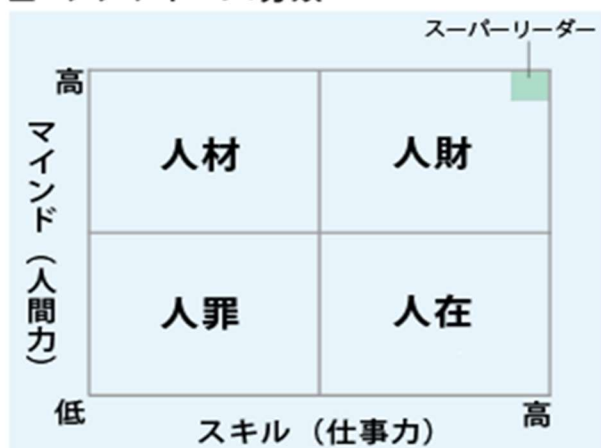 スーパーリーダー
高
マインド（人間力）
人材
人財
人罪
人在
低
スキル（仕事力）
高